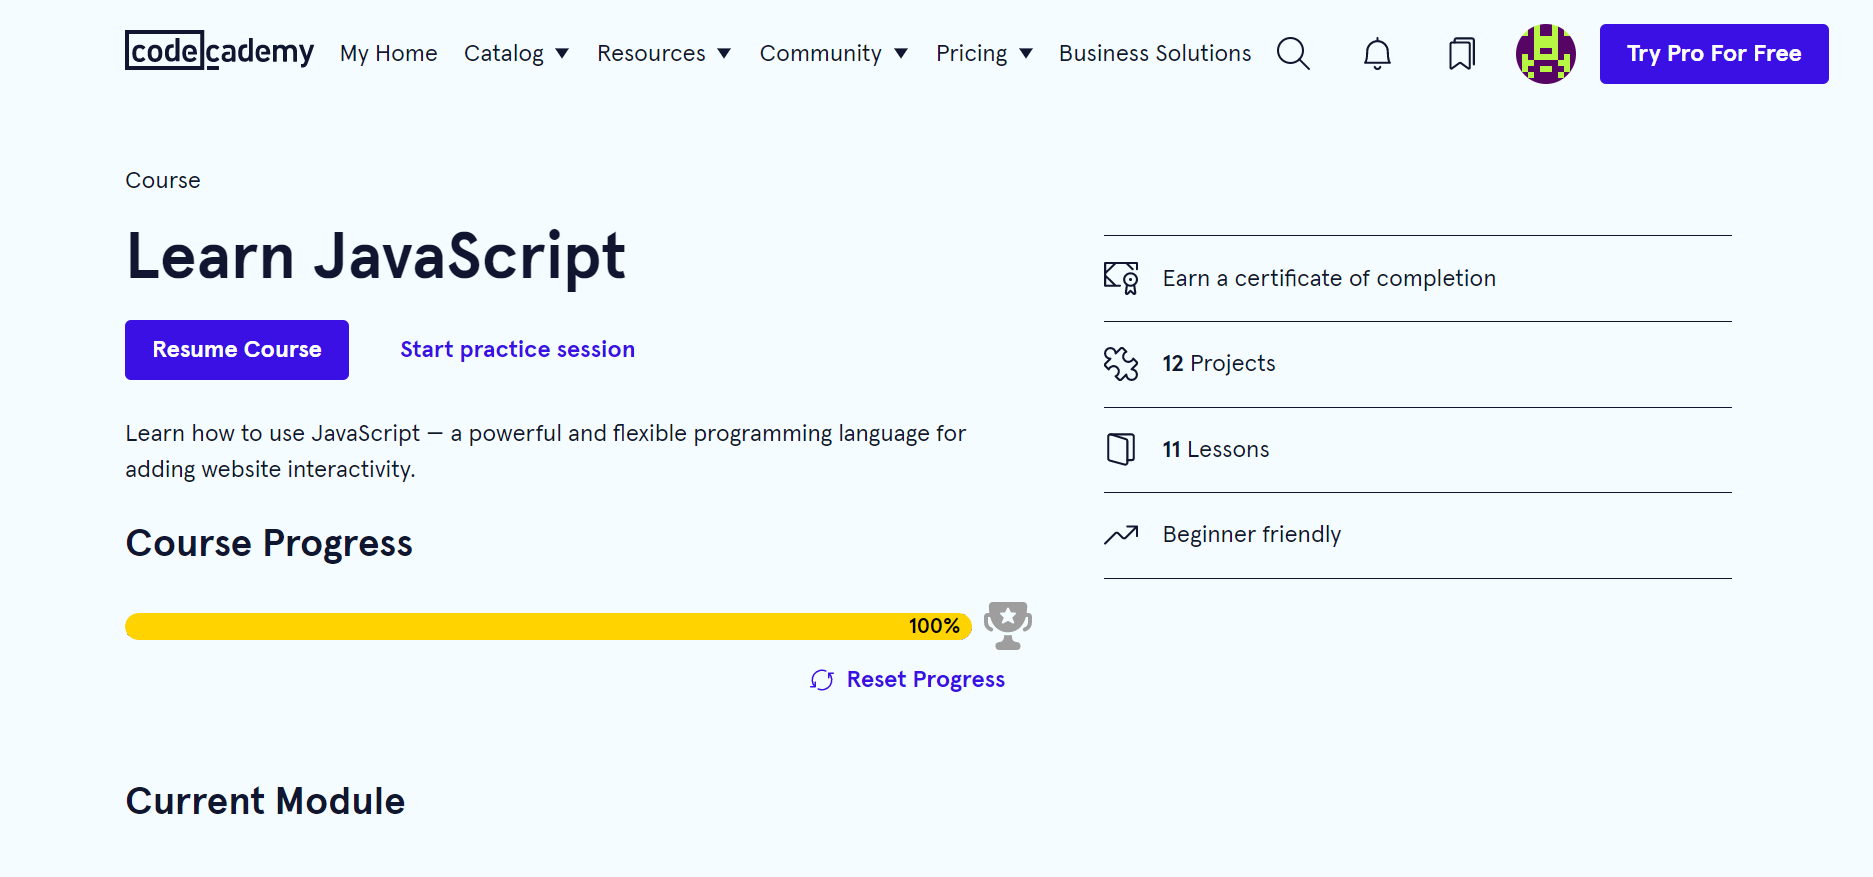 codecademy My Home Catalog Resources Community Pricing Business Solutions Try Pro For Free
Course
Learn JavaScript
Resume Course Start practice session
Learn how to use JavaScript — a powerful and flexible programming language for
adding website interactivity.
Course Progress
100%
Reset Progress
Current Module
Earn a certificate of completion
12 Projects
11 Lessons
Beginner friendly